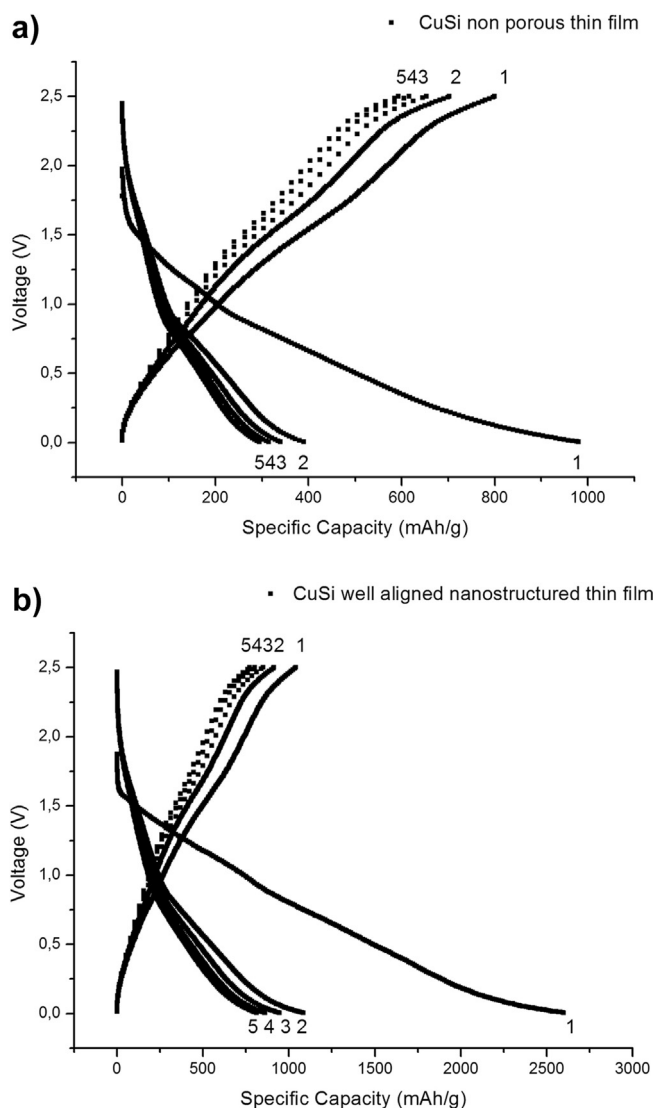 a)
CuSi non porous thin film
543 2 1
2,5
2,0
1,5
1,0
0,5
0,0
Voltage (V)
543 2 1
0 200 400 600 800 1000
Specific Capacity (mAh/g)
b)
CuSi well aligned nanostructured thin film
5432 1
2,5
2,0
1,5
1,0
0,5
0,0
Voltage (V)
5 4 3 2 1
0 500 1000 1500 2000 2500 3000
Specific Capacity (mAh/g)